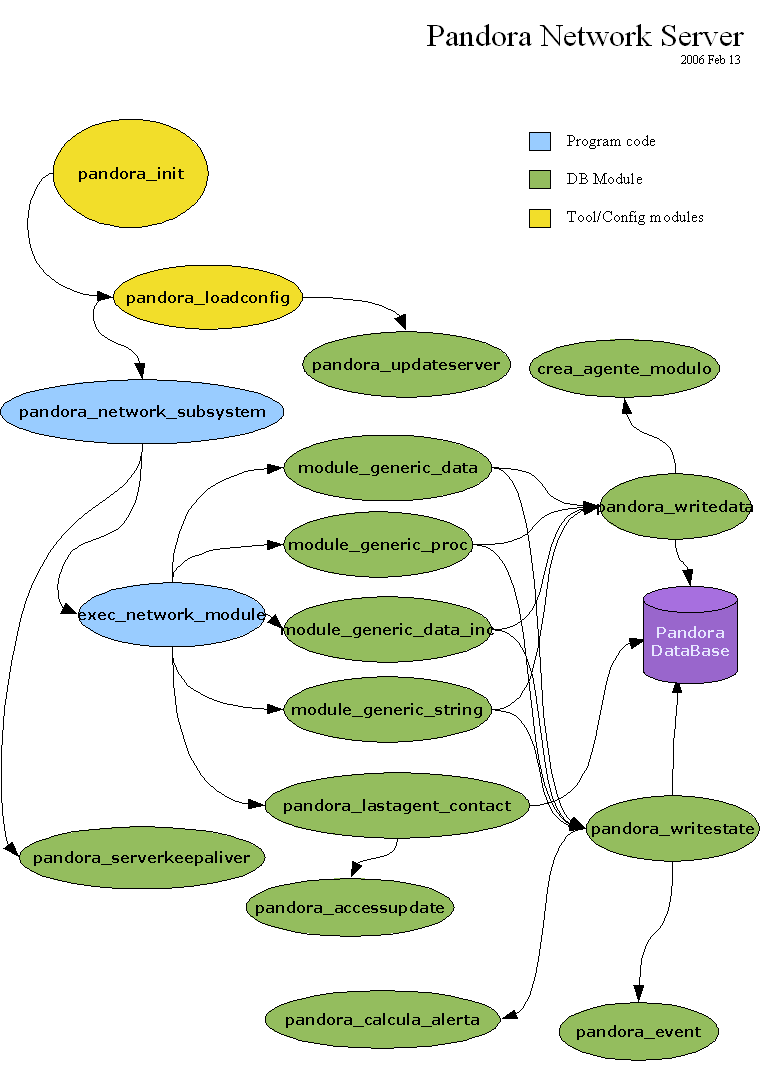 Pandora Network Server
2006 Feb 13
Program code
DB Module
Tool/Config modules
pandora_init
pandora_loadconfig
pandora_updateserver
crea_agente_modulo
pandora_network_subsystem
module_generic_data
pandora_writedata
module_generic_proc
exec_network_module
module_generic_data_inc
Pandora
DataBase
module_generic_string
pandora_lastagent_contact
pandora_writestate
pandora_serverkeepaliver
pandora_accessupdate
pandora_calcula_alerta
pandora_event